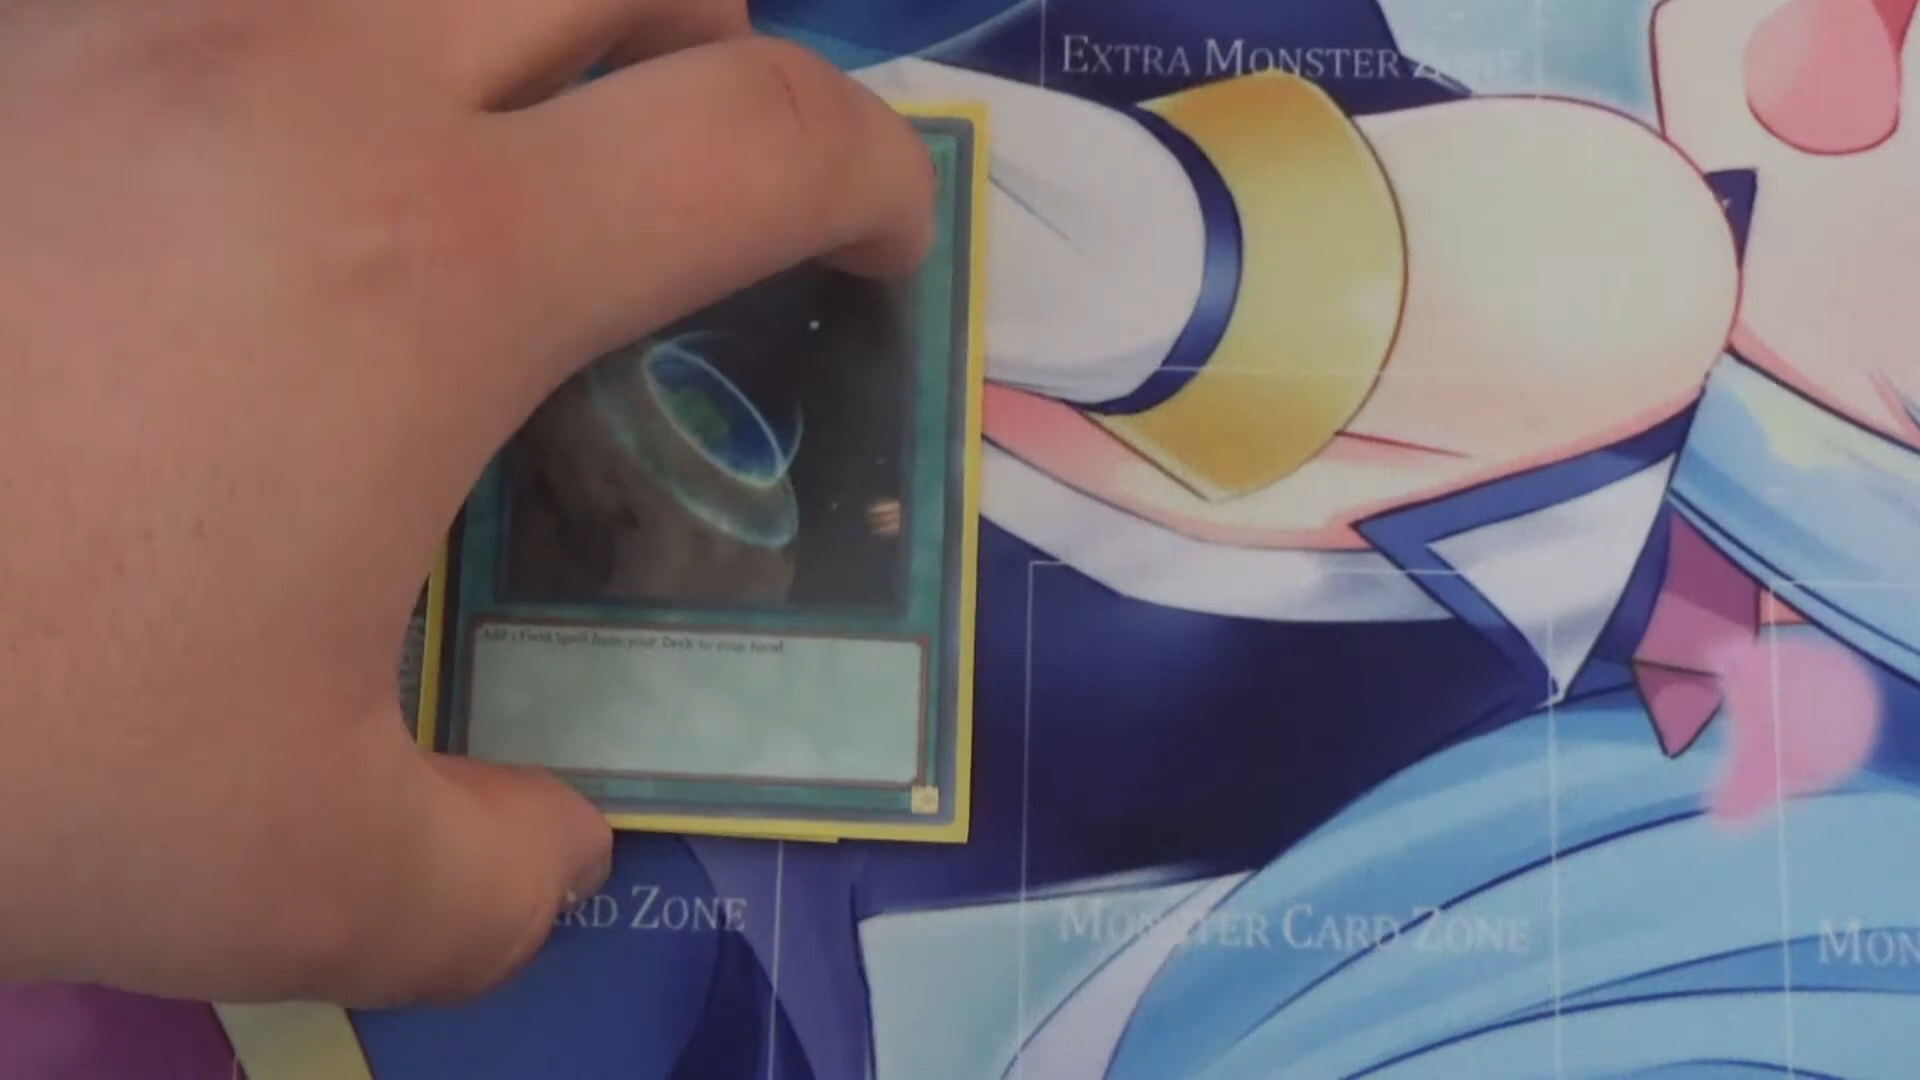 EXTRA MONSTER ZONE
Add 1 Field Spell from your Deck to your hand.
RD ZONE
MONSTER CARD ZONE
MON